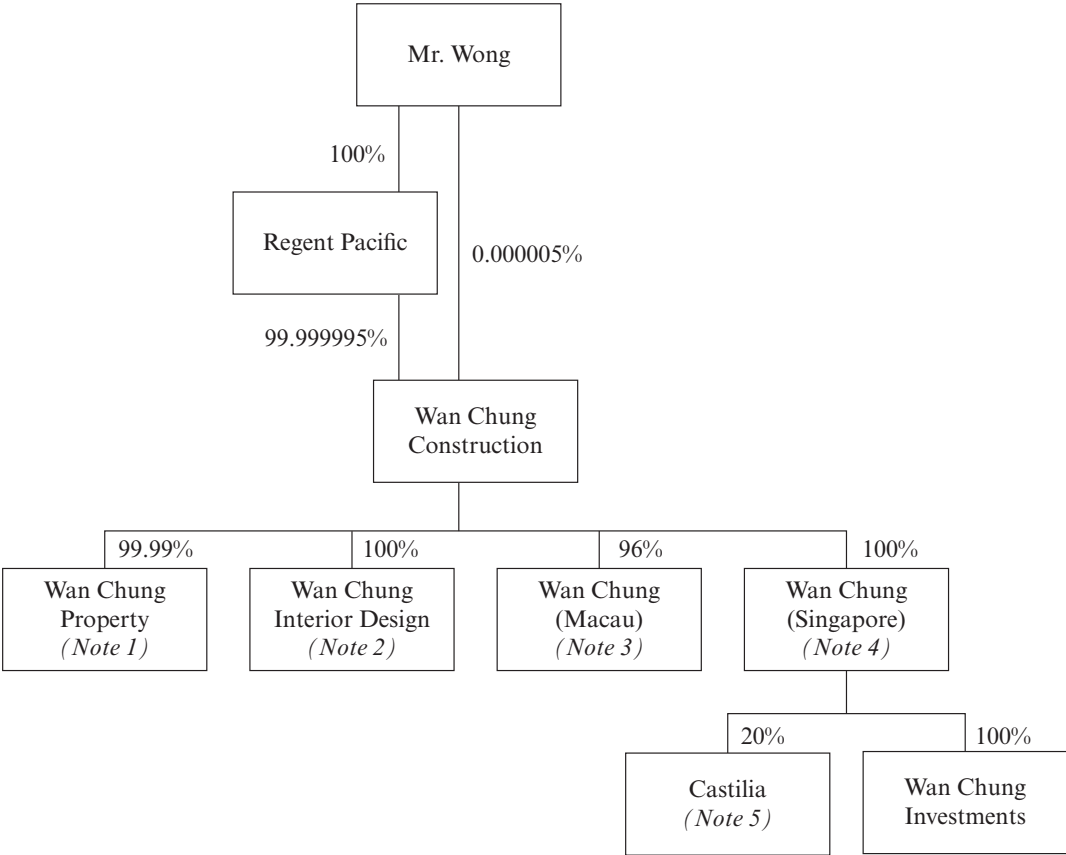 Mr. Wong
100%
Regent Pacific
0.000005%
99.999995%
Wan Chung
Construction
99.99%
100%
96%
100%
Wan Chung
Property
(Note 1)
Wan Chung
Interior Design
(Note 2)
Wan Chung
(Macau)
(Note 3)
Wan Chung
(Singapore)
(Note 4)
20%
100%
Castilia
(Note 5)
Wan Chung
Investments